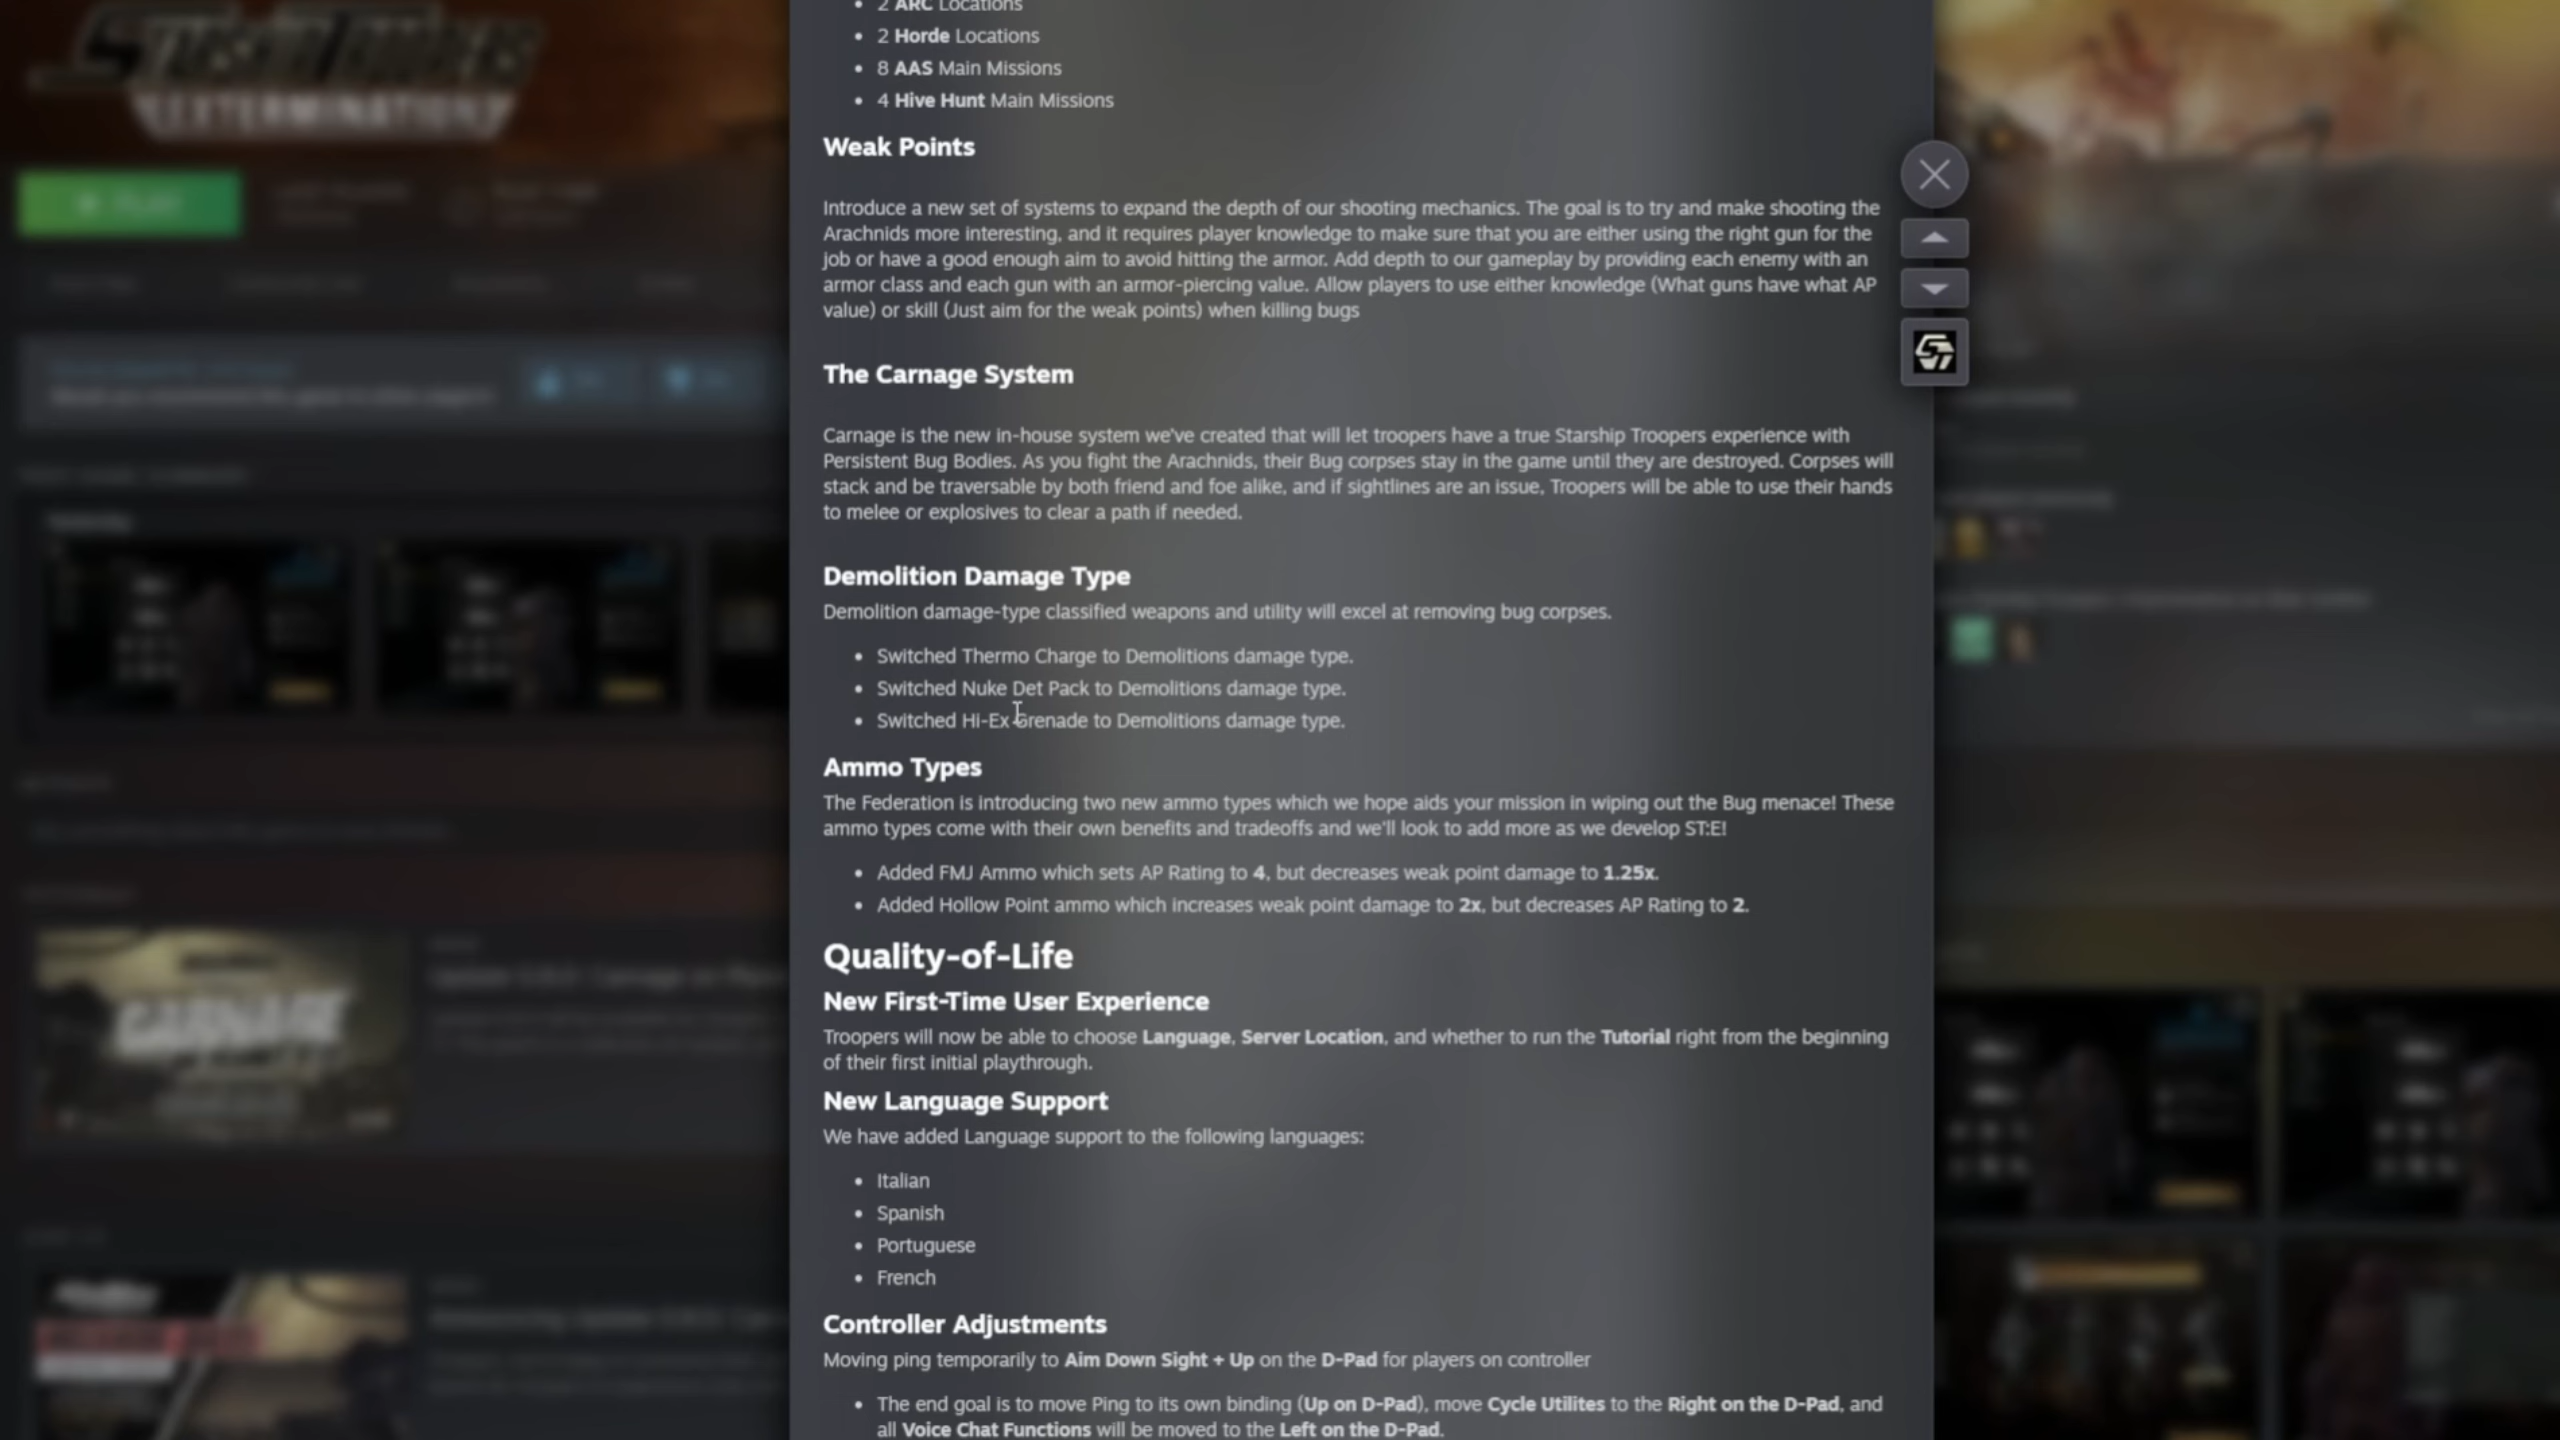 STARSHIP TROOPERS
EXTERMINATION
PLAY
2 ARC Locations
2 Horde Locations
8 AAS Main Missions
4 Hive Hunt Main Missions
Weak Points
Introduce a new set of systems to expand the depth of our shooting mechanics. The goal is to try and make shooting the
Arachnids more interesting, and it requires player knowledge to make sure that you are either using the right gun for the
job or have a good enough aim to avoid hitting the armor. Add depth to our gameplay by providing each enemy with an
armor class and each gun with an armor-piercing value. Allow players to use either knowledge (What guns have what AP
value) or skill (Just aim for the weak points) when killing bugs
The Carnage System
Carnage is the new in-house system we've created that will let troopers have a true Starship Troopers experience with
Persistent Bug Bodies. As you fight the Arachnids, their Bug corpses stay in the game until they are destroyed. Corpses will
stack and be traversable by both friend and foe alike, and if sightlines are an issue, Troopers will be able to use their hands
to melee or explosives to clear a path if needed.
Demolition Damage Type
Demolition damage-type classified weapons and utility will excel at removing bug corpses.
Switched Thermo Charge to Demolitions damage type.
Switched Nuke Det Pack to Demolitions damage type.
Switched Hi-Ex Grenade to Demolitions damage type.
Ammo Types
The Federation is introducing two new ammo types which we hope aids your mission in wiping out the Bug menace! These
ammo types come with their own benefits and tradeoffs and we'll look to add more as we develop ST:E!
Added FMJ Ammo which sets AP Rating to 4, but decreases weak point damage to 1.25x.
Added Hollow Point ammo which increases weak point damage to 2x, but decreases AP Rating to 2.
Quality-of-Life
New First-Time User Experience
Troopers will now be able to choose Language, Server Location, and whether to run the Tutorial right from the beginning
of their first initial playthrough.
New Language Support
We have added Language support to the following languages:
Italian
Spanish
Portuguese
French
Controller Adjustments
Moving ping temporarily to Aim Down Sight + Up on the D-Pad for players on controller
The end goal is to move Ping to its own binding (Up on D-Pad), move Cycle Utilites to the Right on the D-Pad, and
all Voice Chat Functions will be moved to the Left on the D-Pad.
Yesterday
CARNAGE